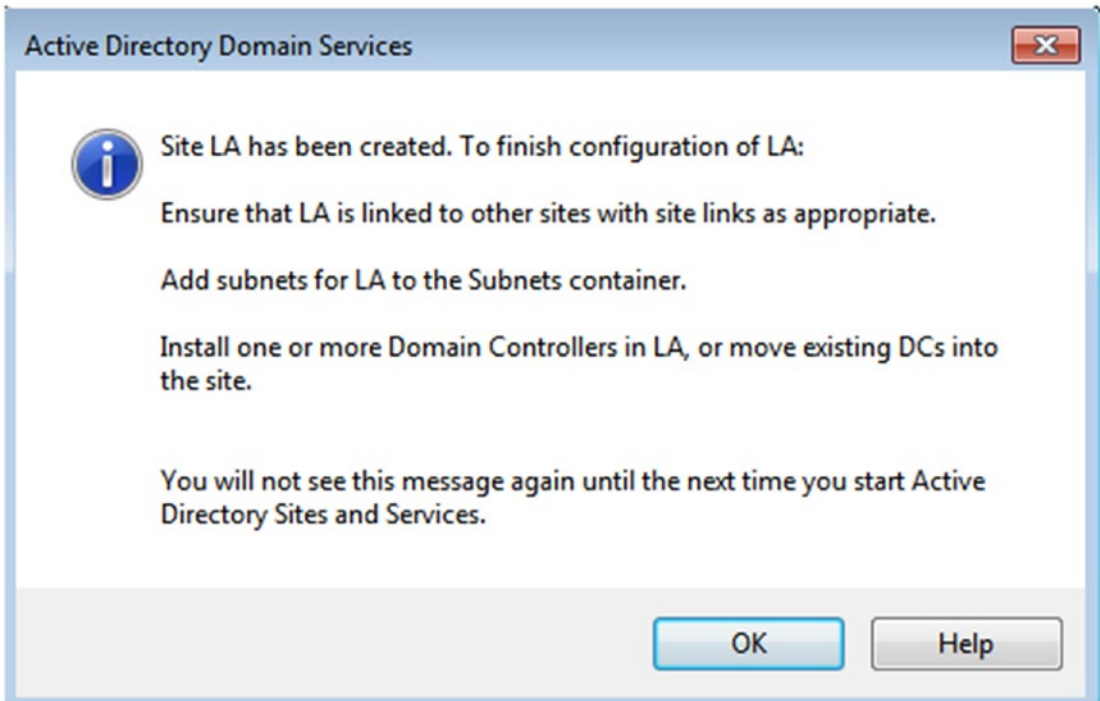 Active Directory Domain Services
Site LA has been created. To finish configuration of LA:
Ensure that LA is linked to other sites with site links as appropriate.
Add subnets for LA to the Subnets container.
Install one or more Domain Controllers in LA, or move existing DCs into
the site.
You will not see this message again until the next time you start Active
Directory Sites and Services.
OK
Help